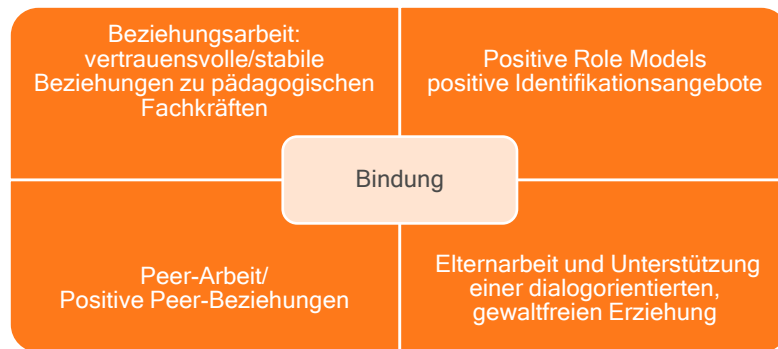 Beziehungsarbeit:
vertrauensvolle/stabile
Beziehungen zu pädagogischen
Fachkräften
Positive Role Models
positive Identifikationsangebote
Bindung
Peer-Arbeit/
Positive Peer-Beziehungen
Elternarbeit und Unterstützung
einer dialogorientierten,
gewaltfreien Erziehung